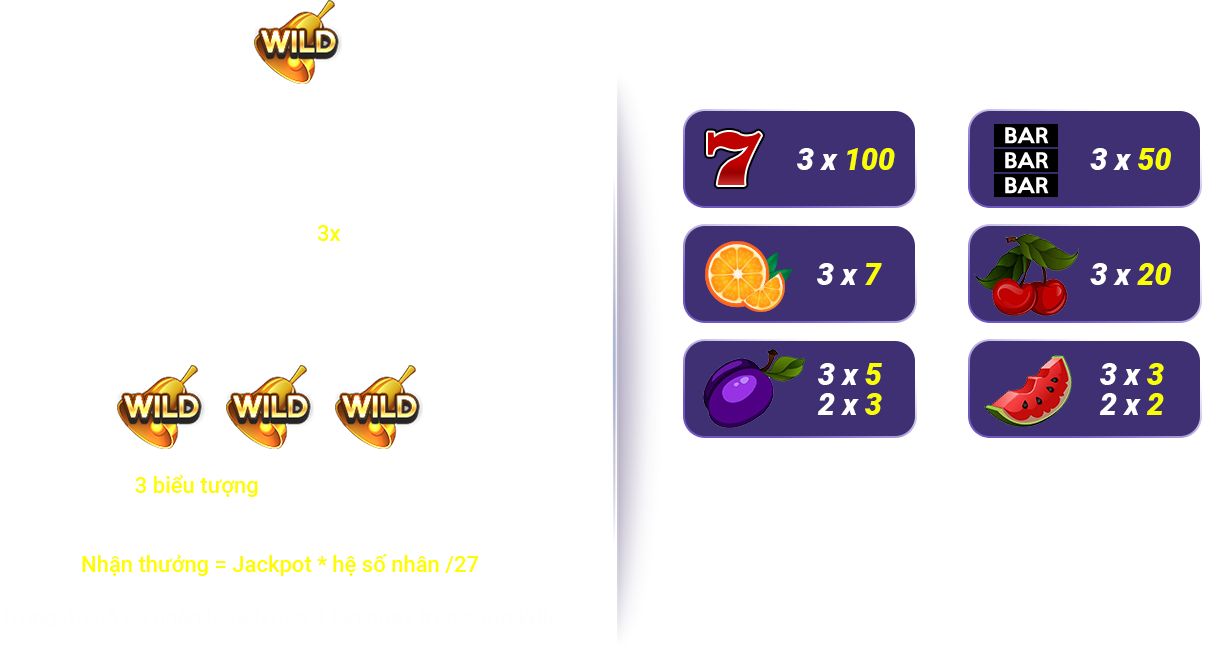 WILD
3x
WILD WILD WILD
3 biểu tượng
Nhận thưởng = Jackpot * hệ số nhân /27
3 x 100
BAR
BAR
BAR
3 x 50
3 x 7
3 x 20
3 x 5
2 x 3
3 x 3
2 x 2